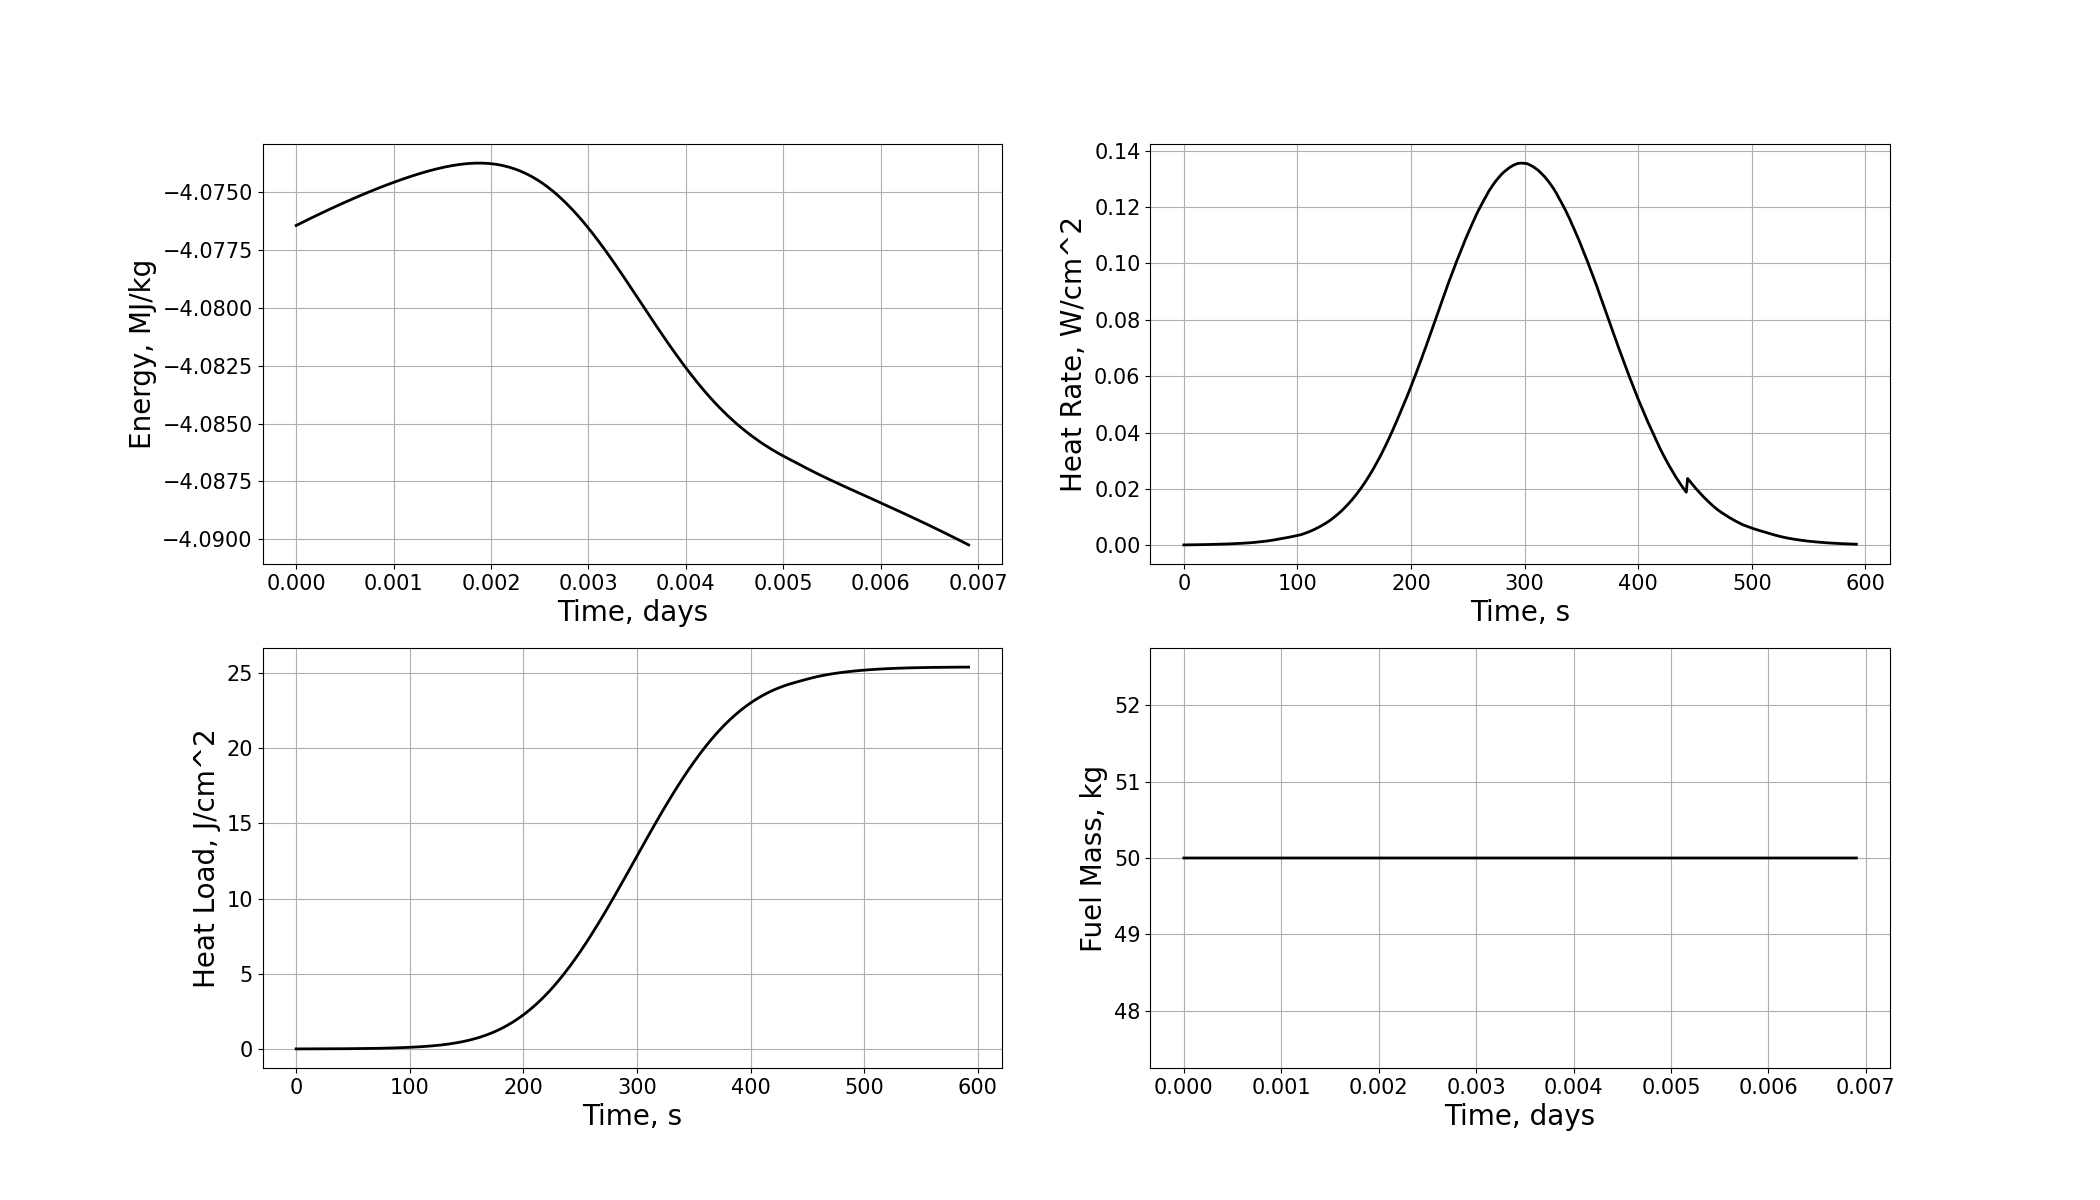 Energy, MJ/kg
−4.0750
−4.0775
−4.0800
−4.0825
−4.0850
−4.0875
−4.0900
0.000 0.001 0.002 0.003 0.004 0.005 0.006 0.007
Time, days
Heat Rate, W/cm^2
0.14
0.12
0.10
0.08
0.06
0.04
0.02
0.00
0 100 200 300 400 500 600
Time, s
Heat Load, J/cm^2
25
20
15
10
5
0
0 100 200 300 400 500 600
Time, s
Fuel Mass, kg
52
51
50
49
48
0.000 0.001 0.002 0.003 0.004 0.005 0.006 0.007
Time, days